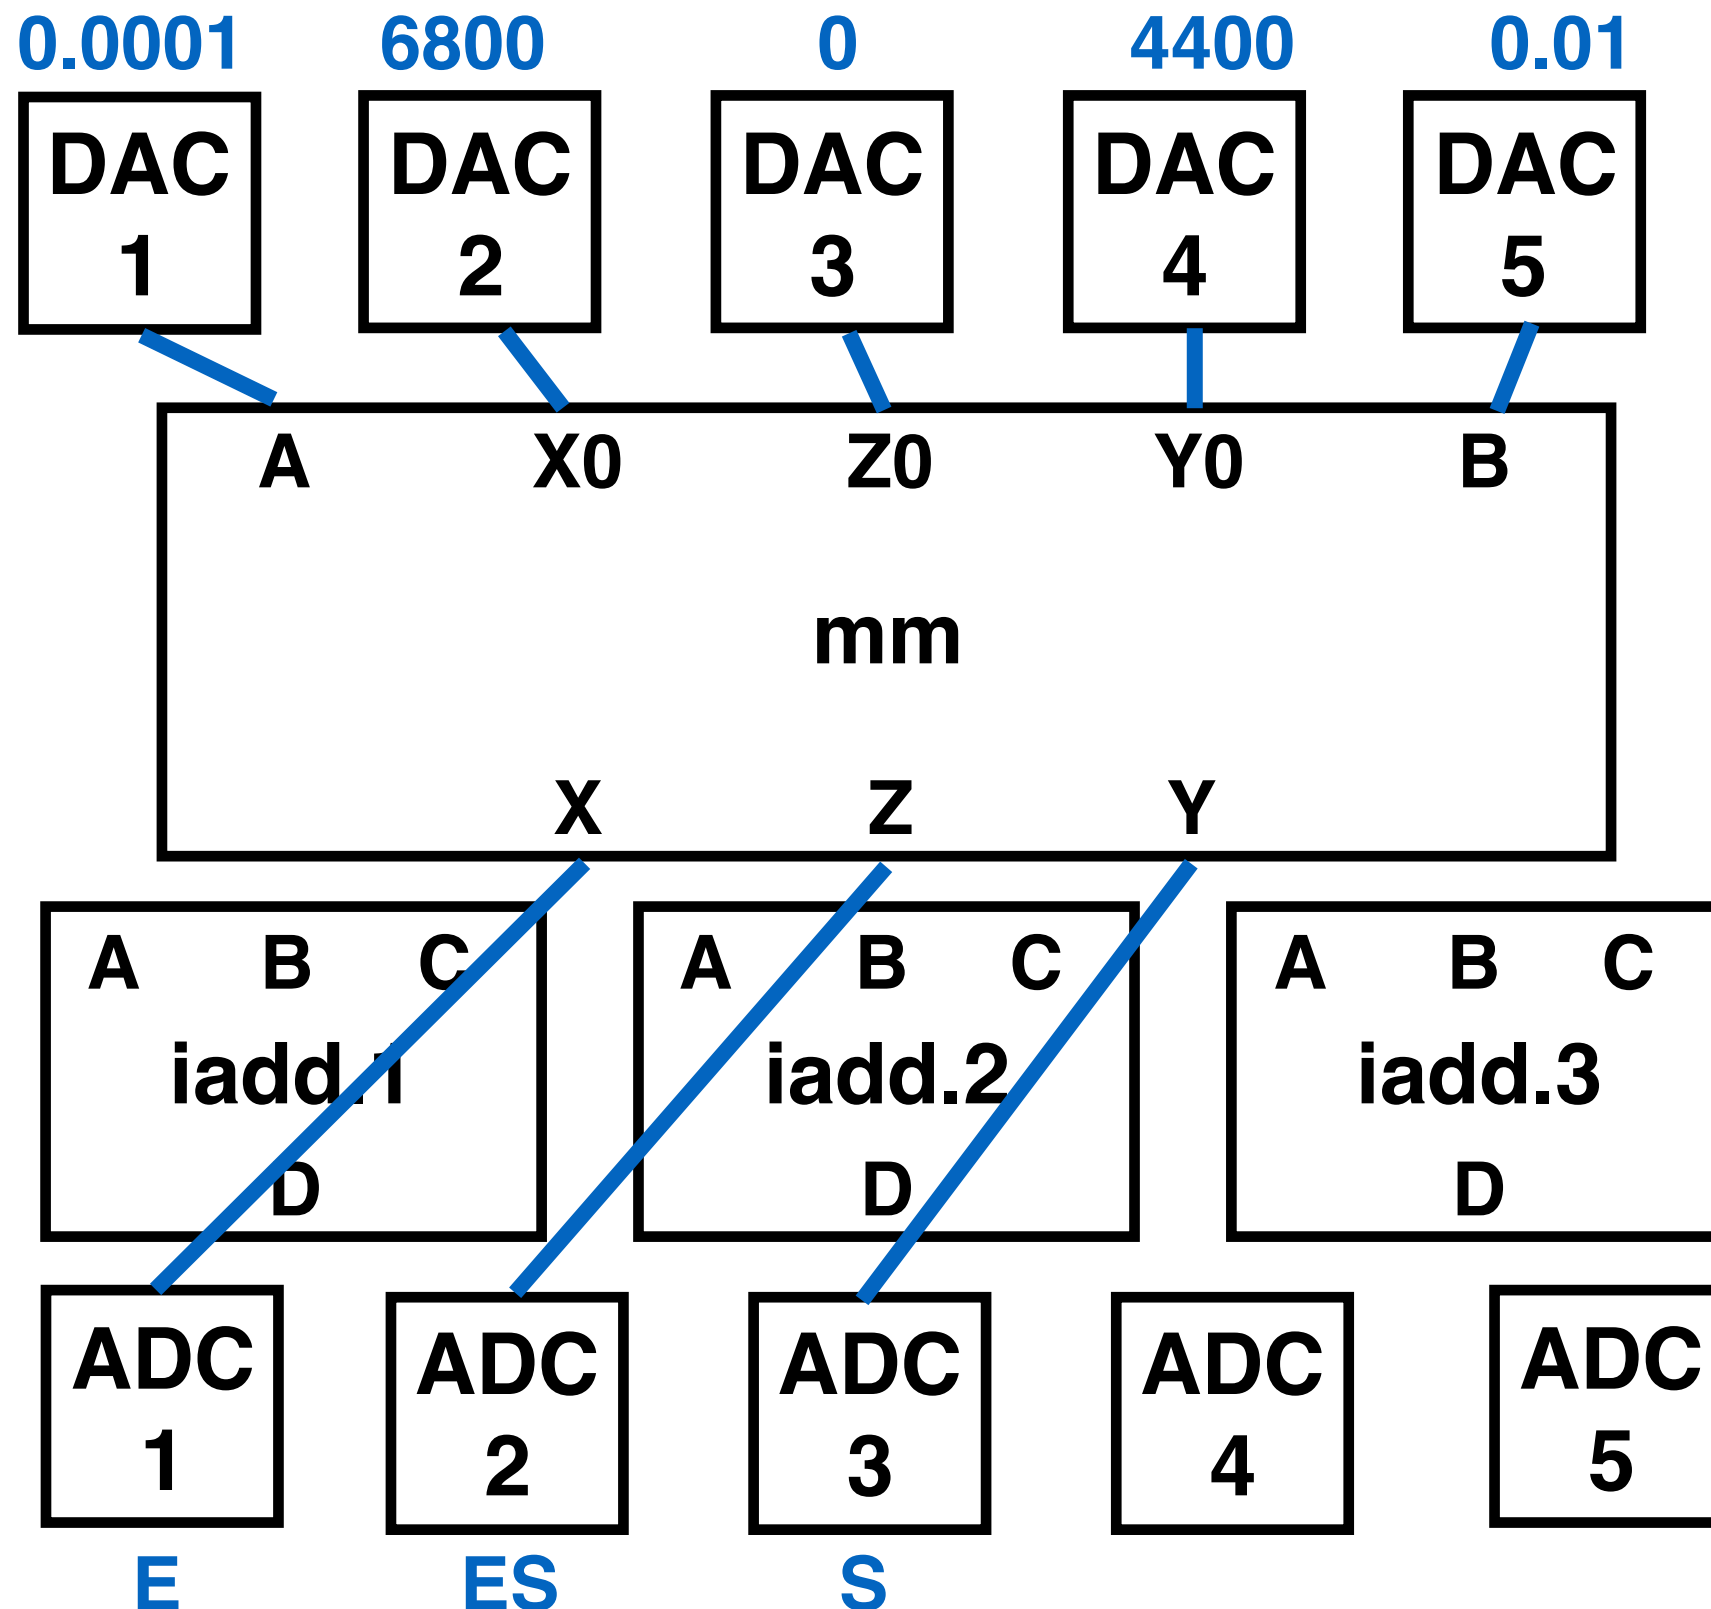 0.0001 6800 0 4400 0.01
DAC DAC DAC DAC DAC
1 2 3 4 5
A X0 Z0 Y0 B
mm
X Z Y
A B C A B C A B C
iadd.1 iadd.2 iadd.3
D D D
ADC ADC ADC ADC ADC
1 2 3 4 5
E ES S